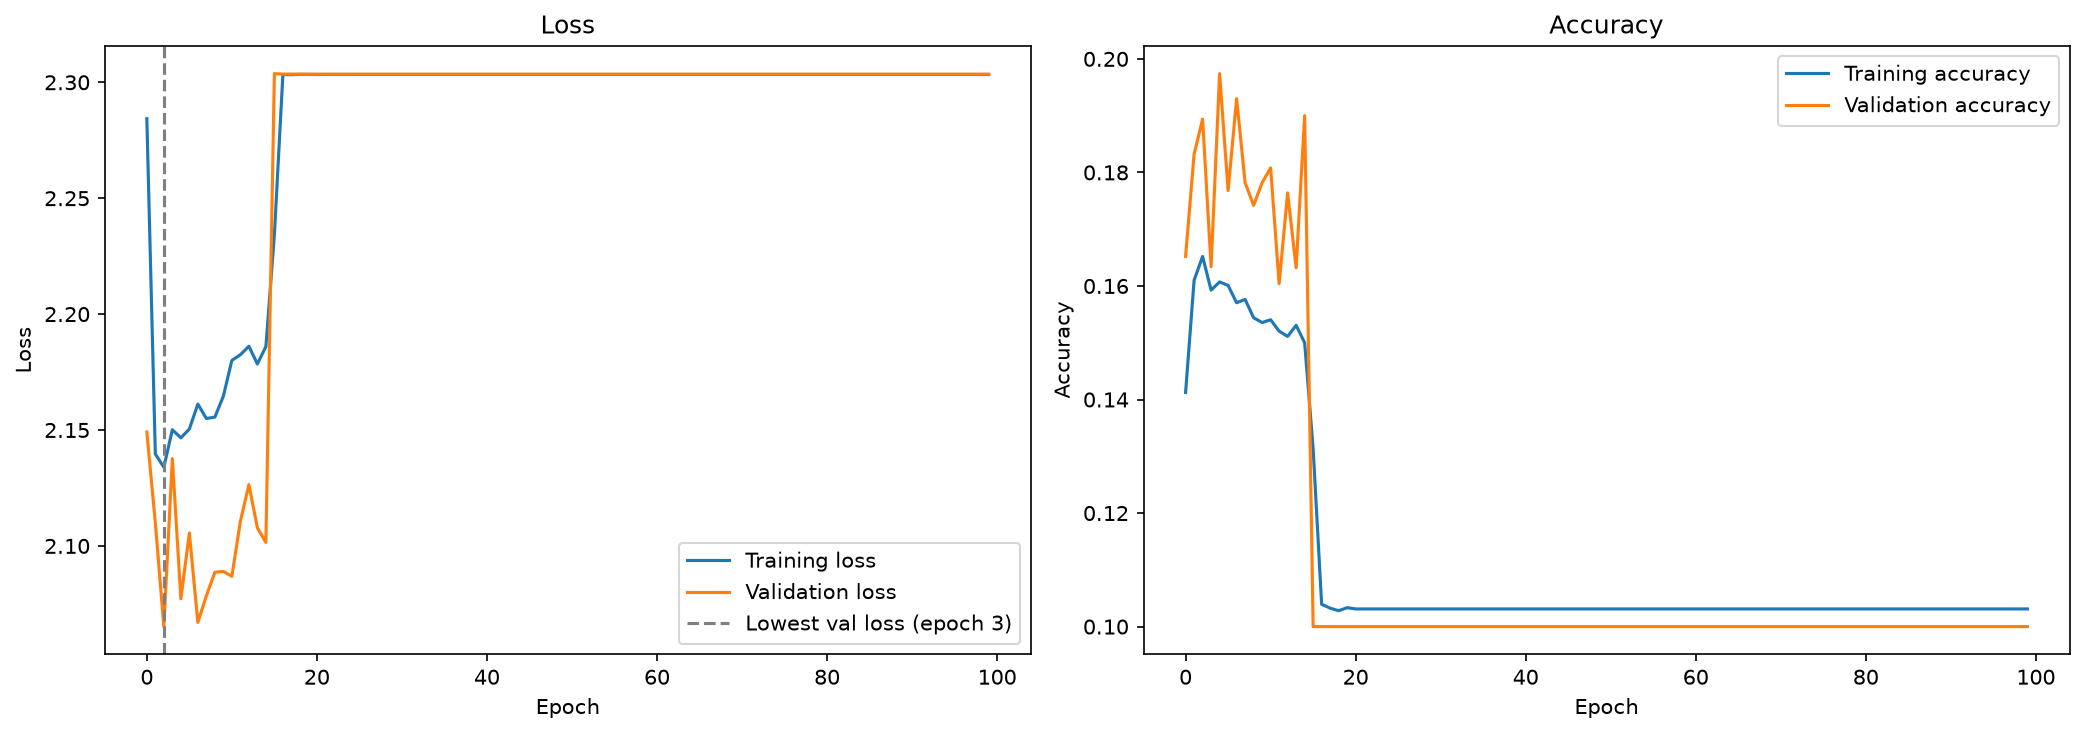 Loss
2.30
2.25
2.20
2.15
2.10
Loss
0
20
40
60
80
100
Epoch
Training loss
Validation loss
Lowest val loss (epoch 3)
Accuracy
0.20
0.18
0.16
0.14
0.12
0.10
Accuracy
0
20
40
60
80
100
Epoch
Training accuracy
Validation accuracy